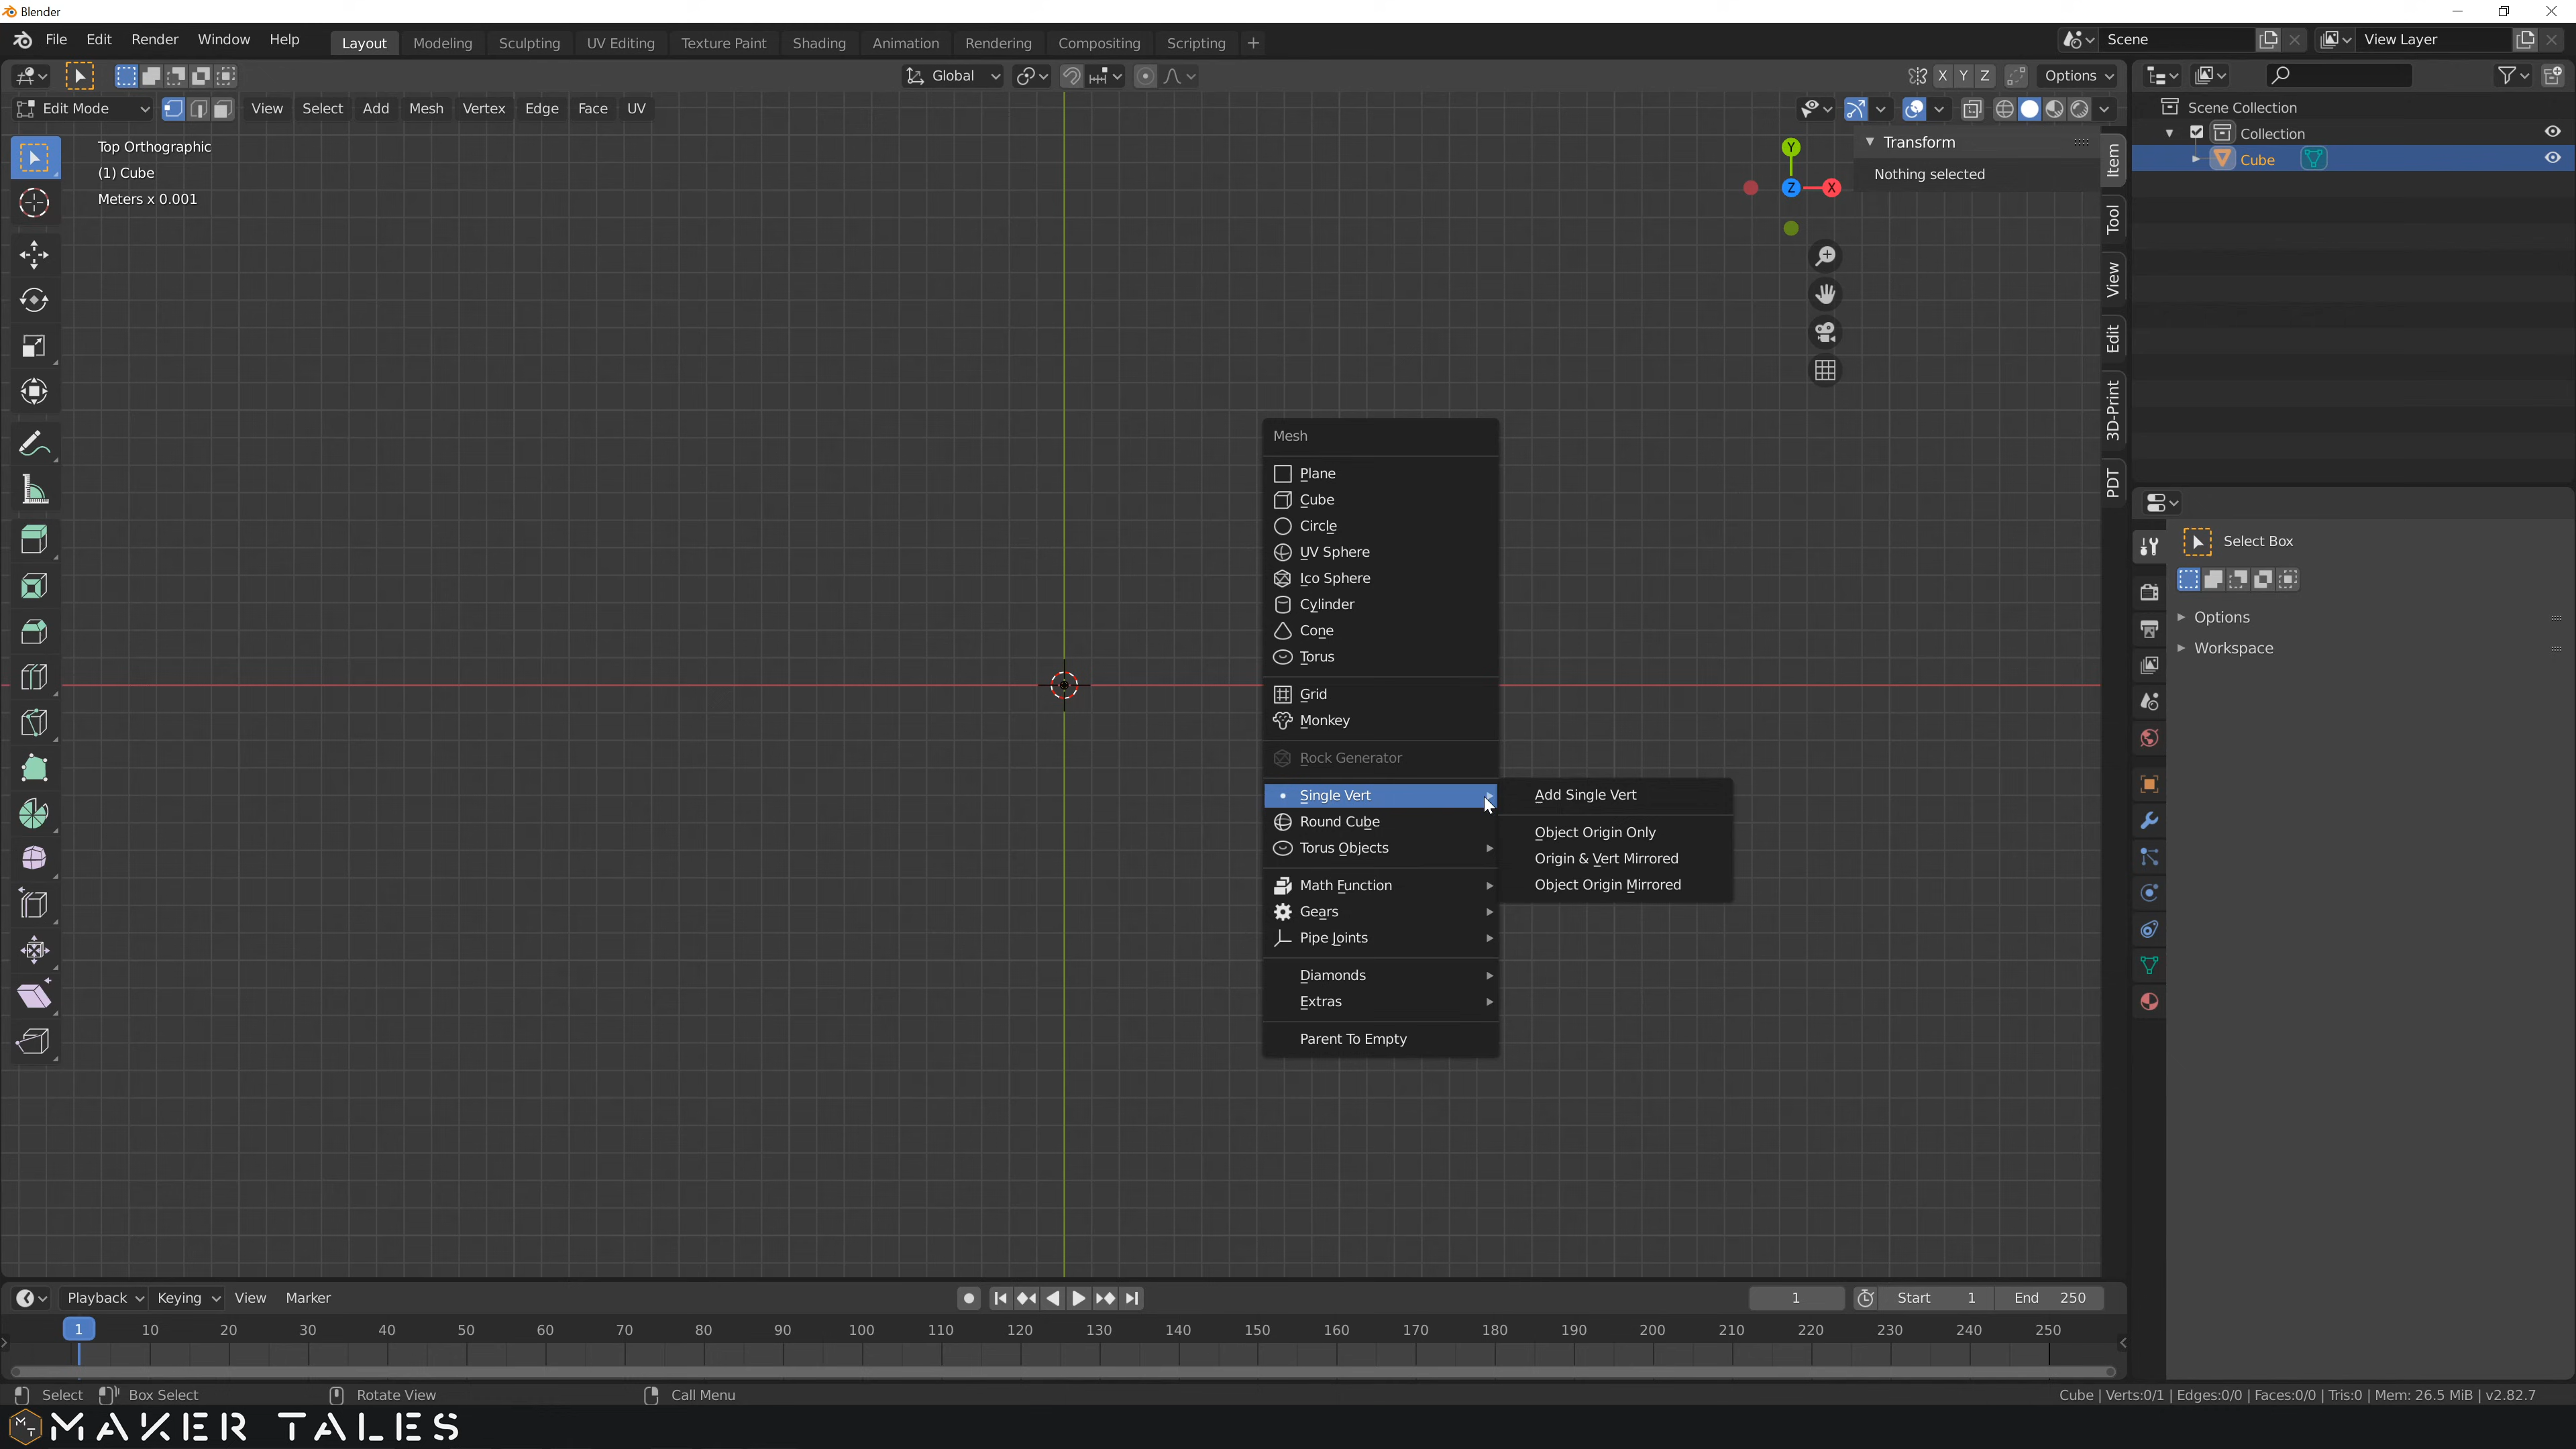 Blender
File Edit Render Window Help Layout Modeling Sculpting UV Editing Texture Paint Shading Animation Rendering Compositing Scripting + Scene View Layer
Global X Y Z Options
Edit Mode View Select Add Mesh Vertex Edge Face UV
Top Orthographic
(1) Cube
Meters x 0.001
Y
Z X
Transform
Nothing selected
Item
Tool
View
Edit
3D-Print
PDT
Scene Collection
Collection
Cube
Select Box
Options
Workspace
Mesh
Plane
Cube
Circle
UV Sphere
Ico Sphere
Cylinder
Cone
Torus
Grid
Monkey
Rock Generator
Single Vert
Round Cube
Torus Objects
Math Function
Gears
Pipe Joints
Diamonds
Extras
Parent To Empty
Add Single Vert
Object Origin Only
Origin & Vert Mirrored
Object Origin Mirrored
Playback Keying View Marker 1 Start 1 End 250
1 10 20 30 40 50 60 70 80 90 100 110 120 130 140 150 160 170 180 190 200 210 220 230 240 250
Select Box Select Rotate View Call Menu Cube | Verts:0/1 | Edges:0/0 | Faces:0/0 | Tris:0 | Mem: 26.5 MiB | v2.82.7
MT MAKER TALES